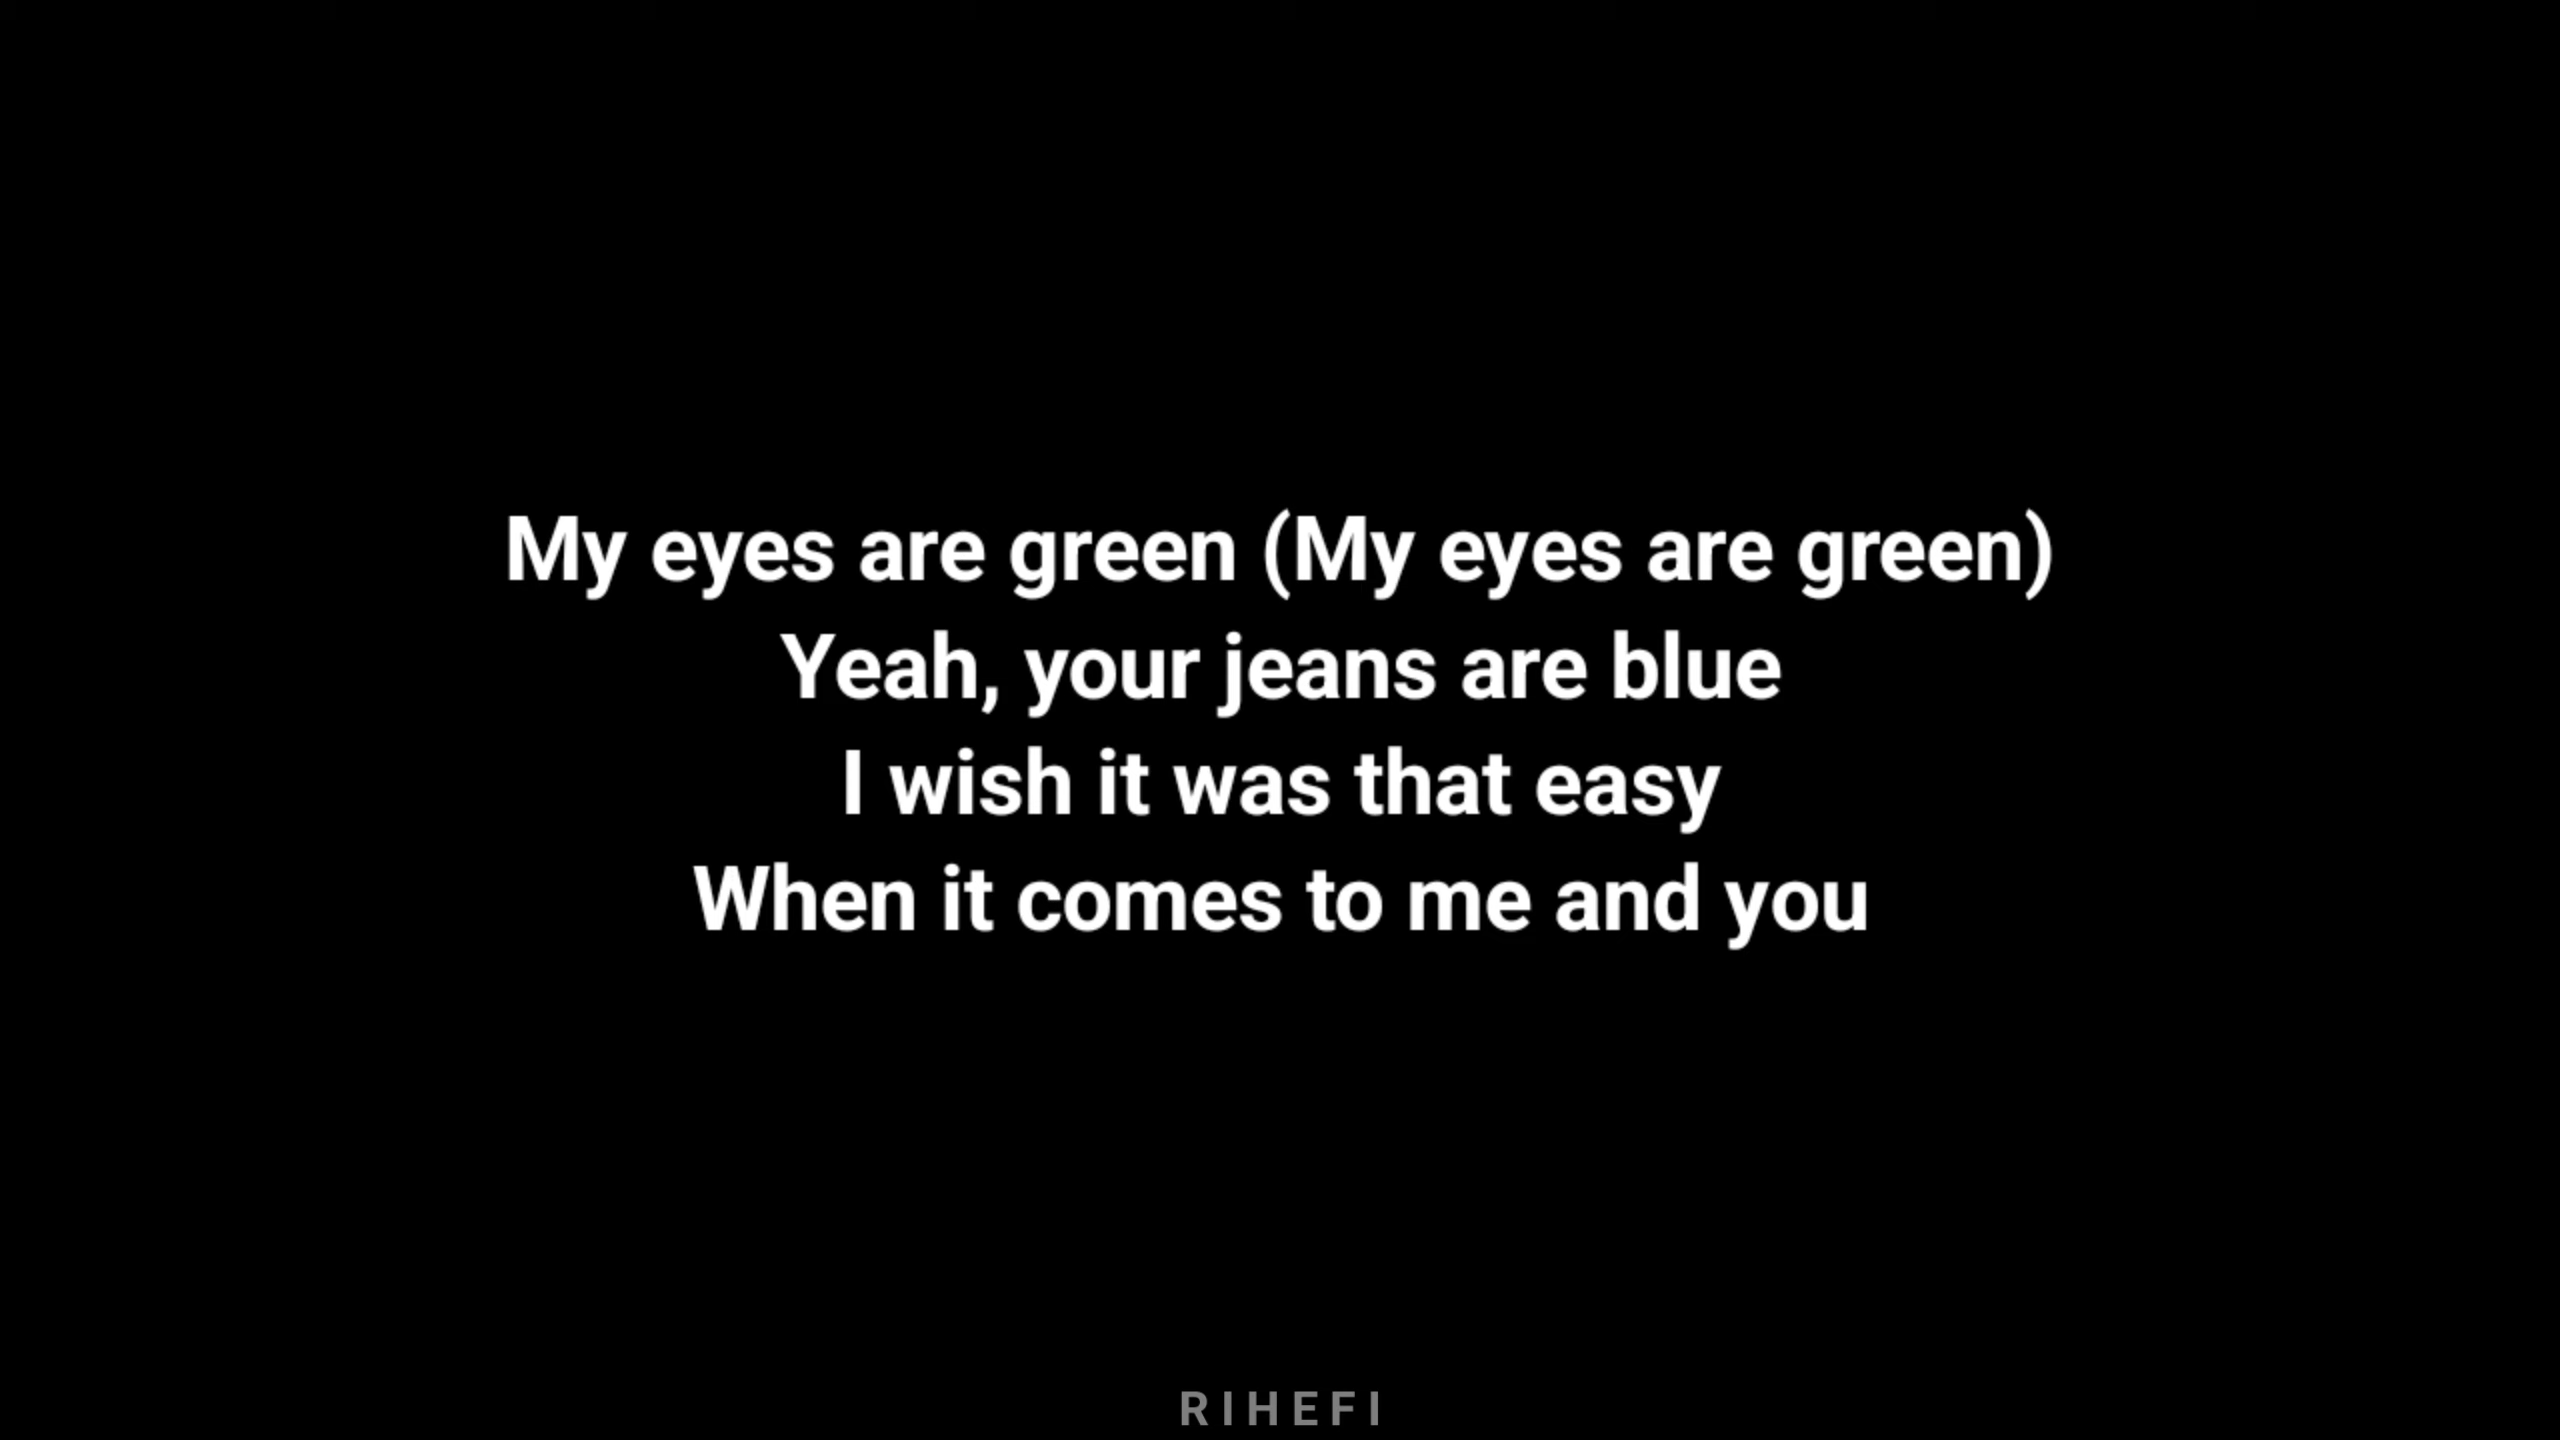 My eyes are green (My eyes are green)
Yeah, your jeans are blue
I wish it was that easy
When it comes to me and you
RIHEFI